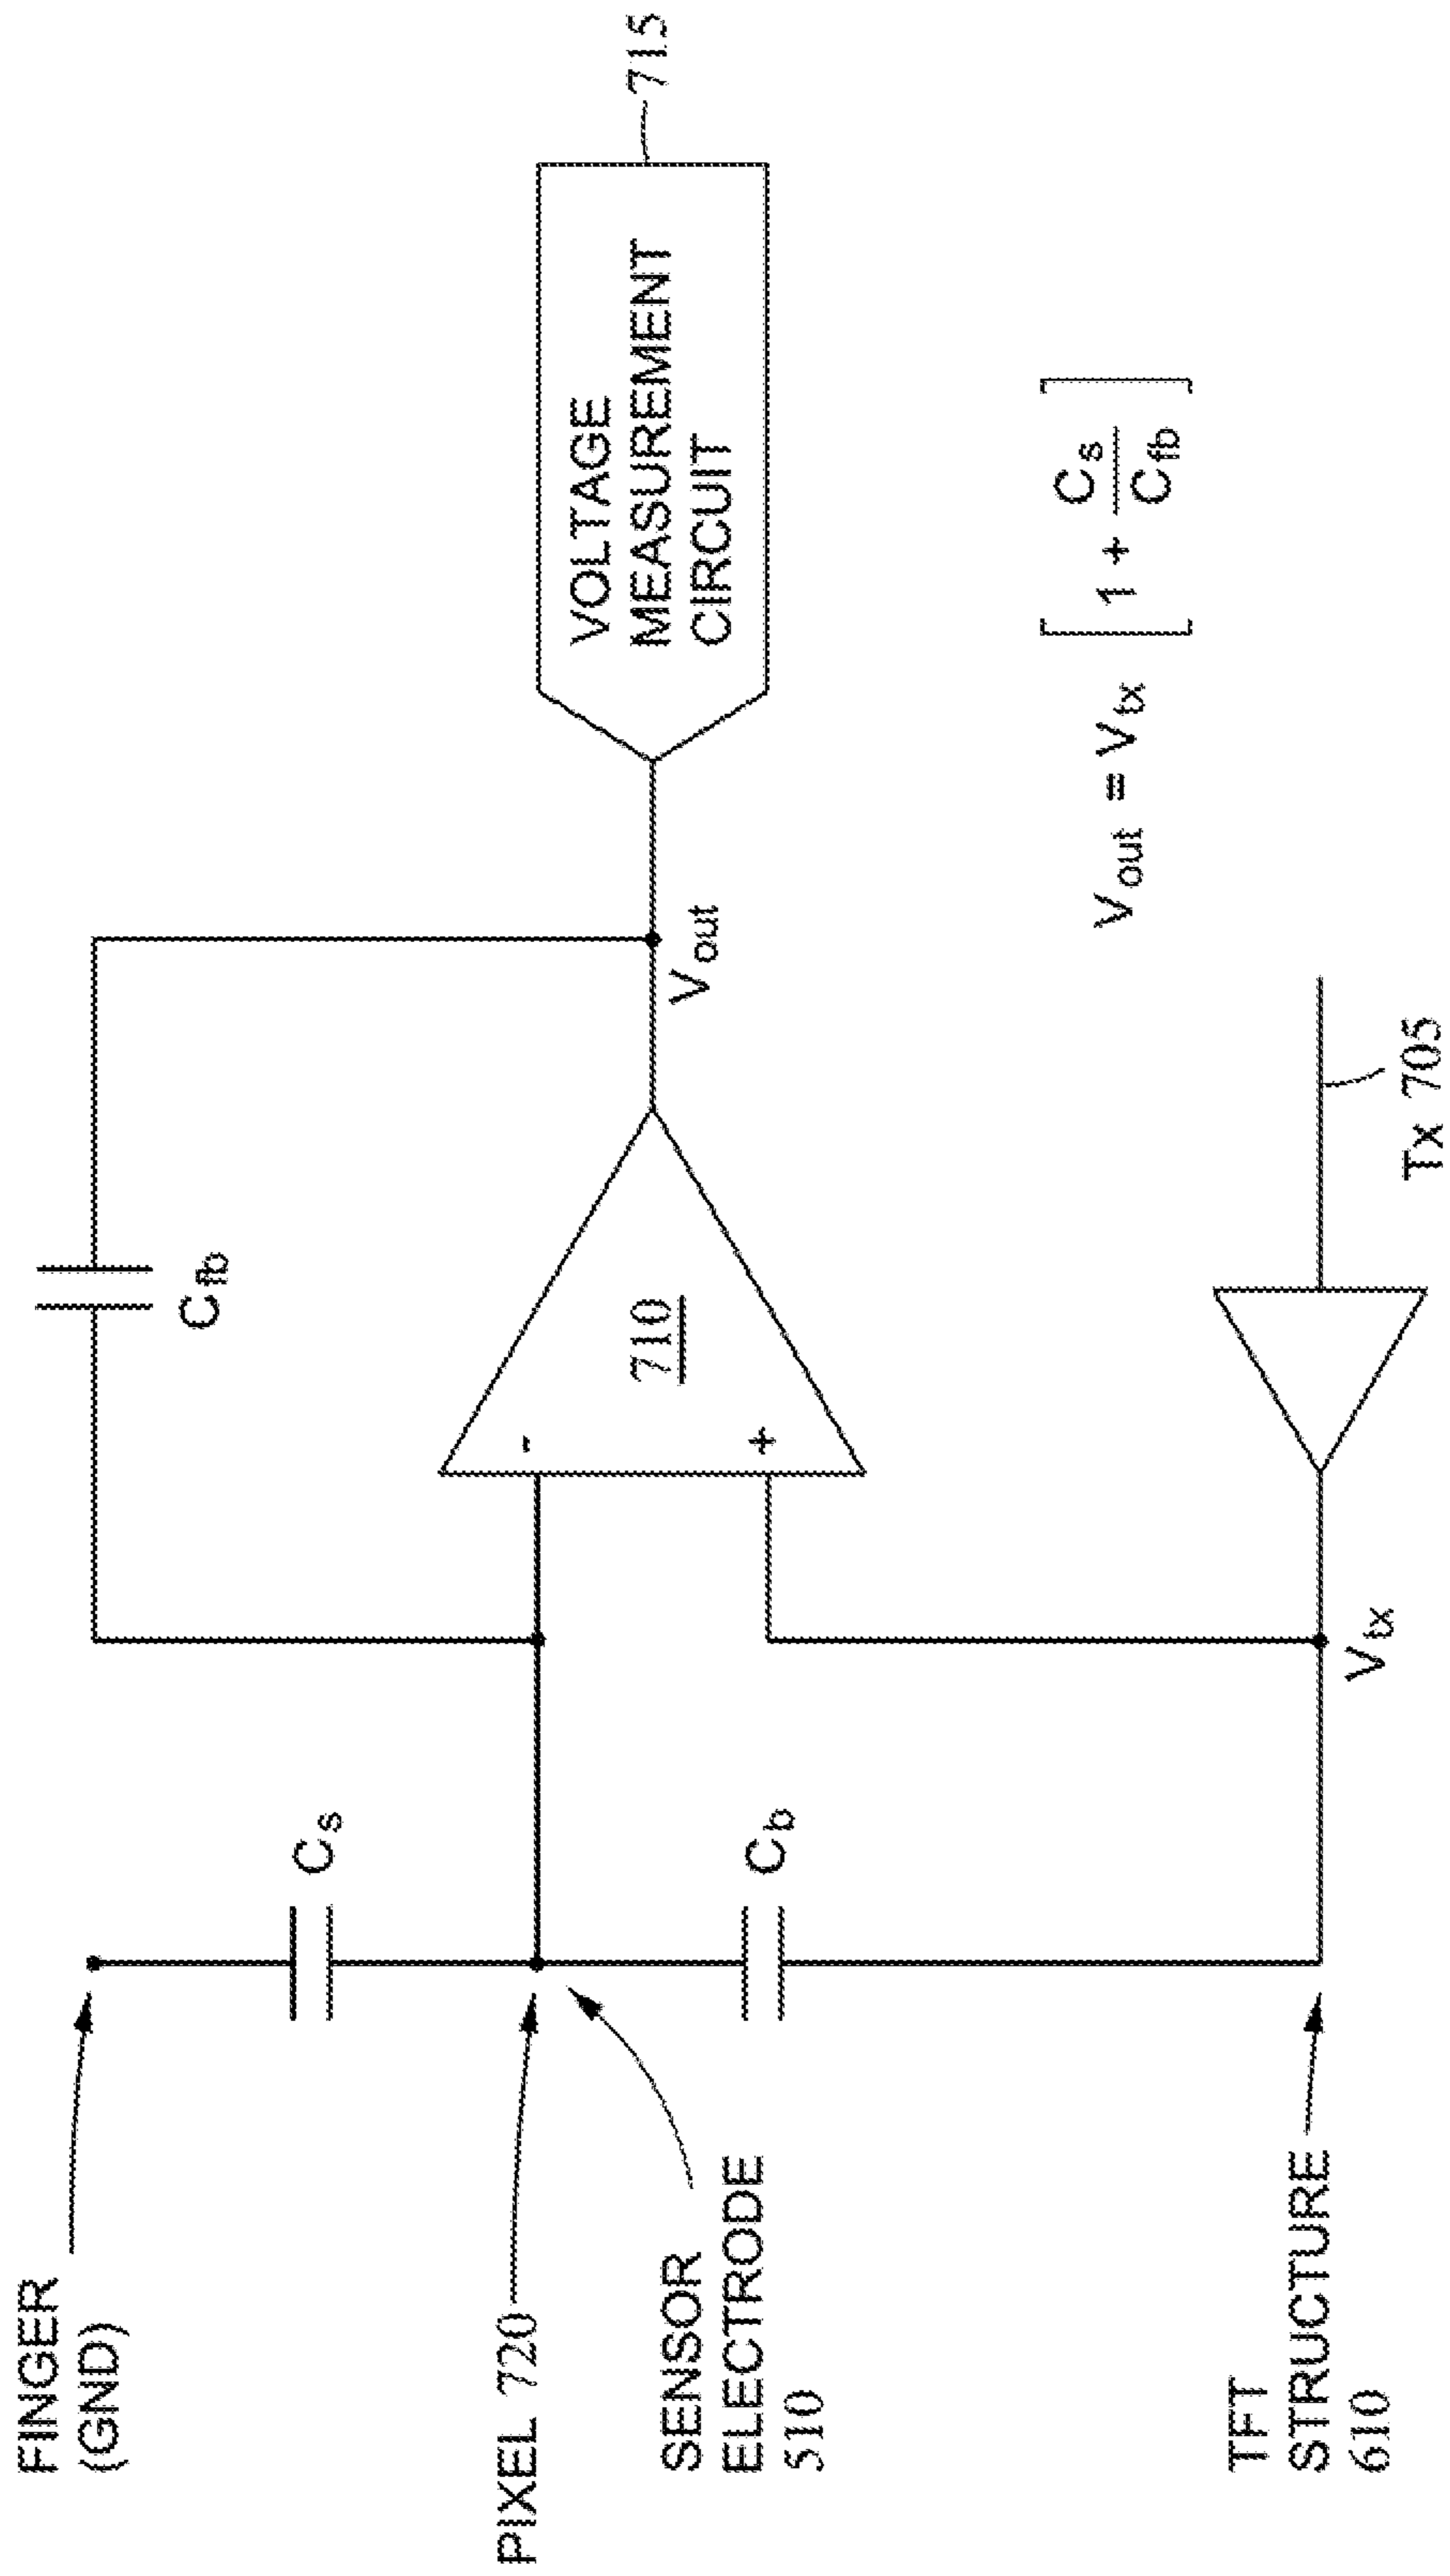 FINGER
(GND)
PIXEL 720
SENSOR
ELECTRODE
510
TFT
STRUCTURE
610
Cs
Cb
Cfb
-
+
710
Vout
Vtx
Tx 705
VOLTAGE
MEASUREMENT
CIRCUIT
715
Vout = Vtx [ 1 + Cs / Cfb ]